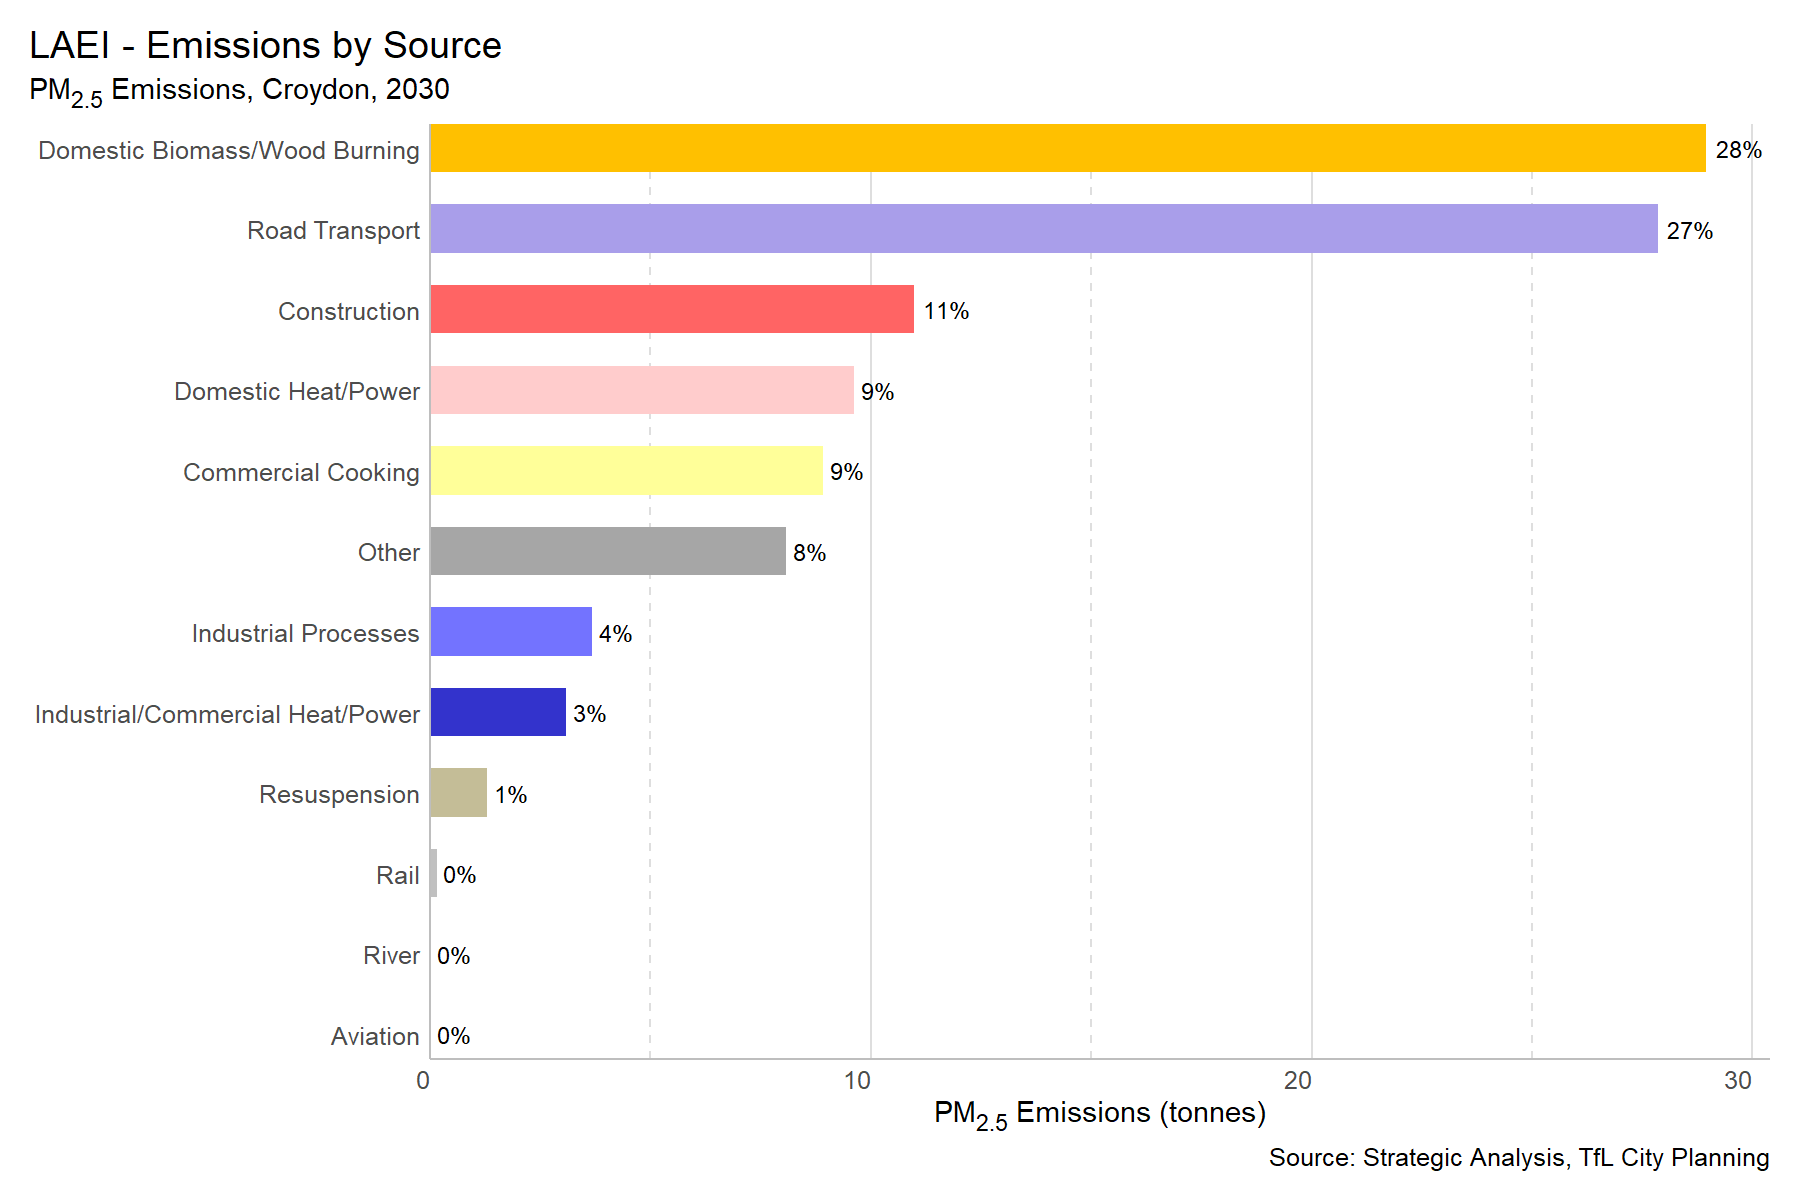 LAEI - Emissions by Source
PM2.5 Emissions, Croydon, 2030
Domestic Biomass/Wood Burning 28%
Road Transport 27%
Construction 11%
Domestic Heat/Power 9%
Commercial Cooking 9%
Other 8%
Industrial Processes 4%
Industrial/Commercial Heat/Power 3%
Resuspension 1%
Rail 0%
River 0%
Aviation 0%
0 10 20 30
PM2.5 Emissions (tonnes)
Source: Strategic Analysis, TfL City Planning